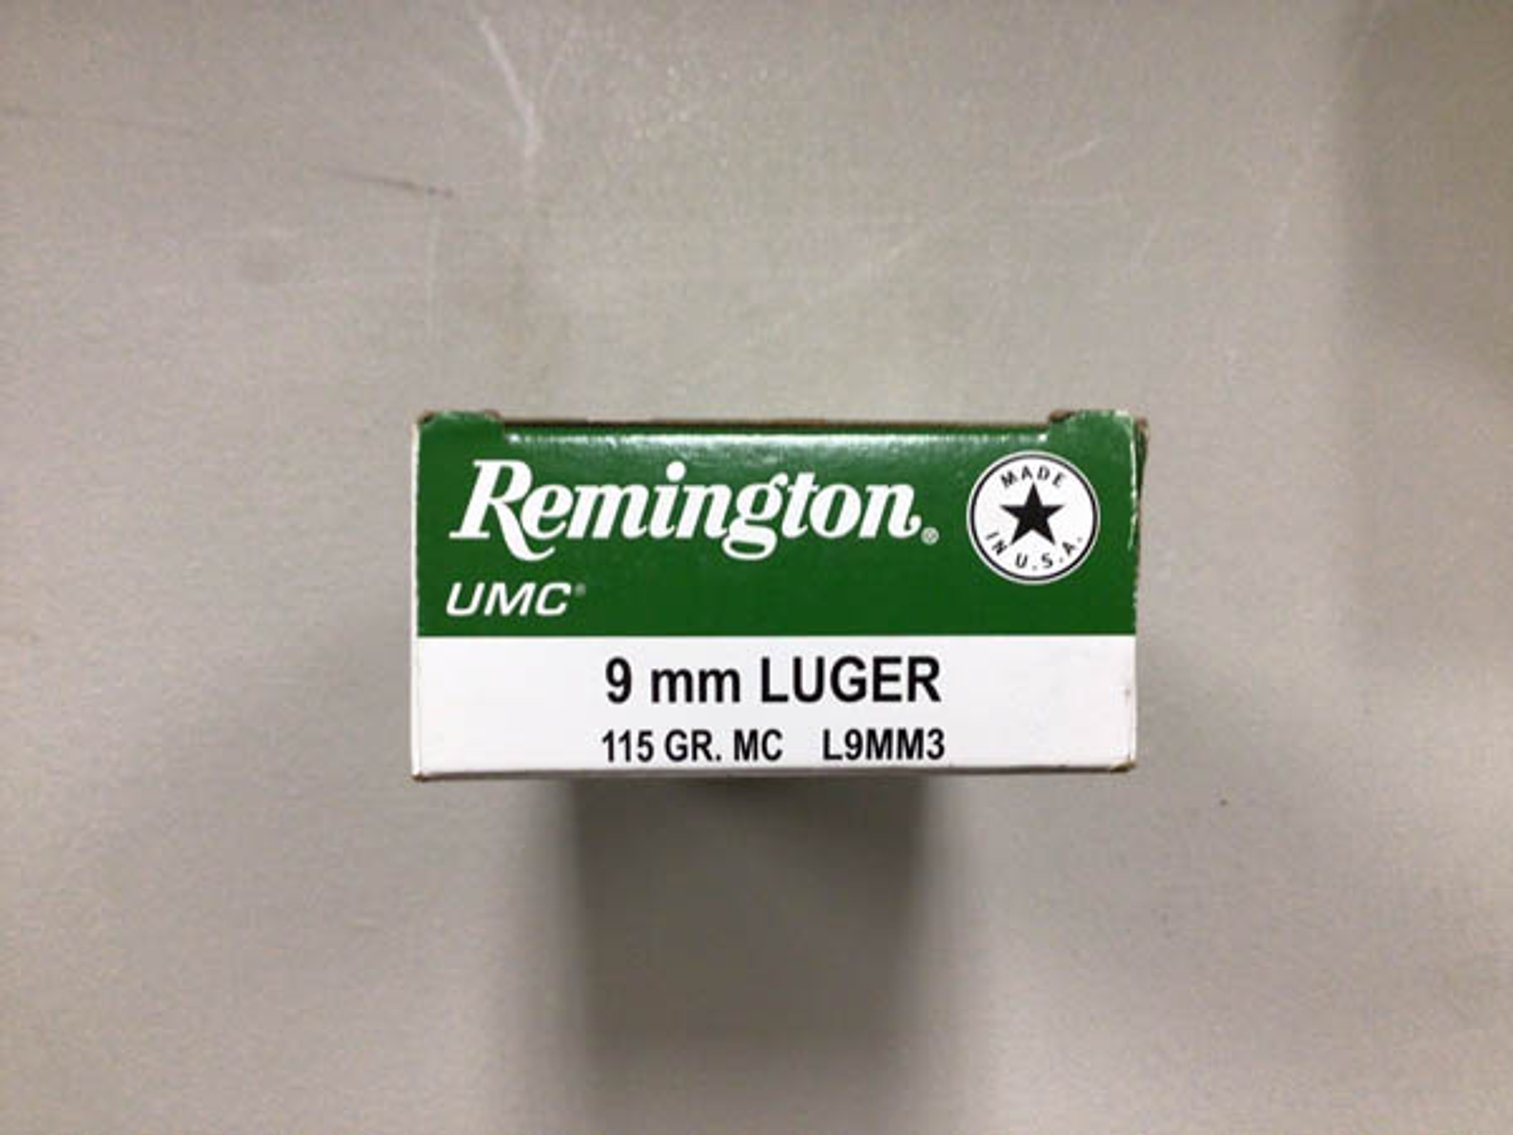 Remington®
MADE IN U.S.A.
UMC®
9 mm LUGER
115 GR. MC L9MM3